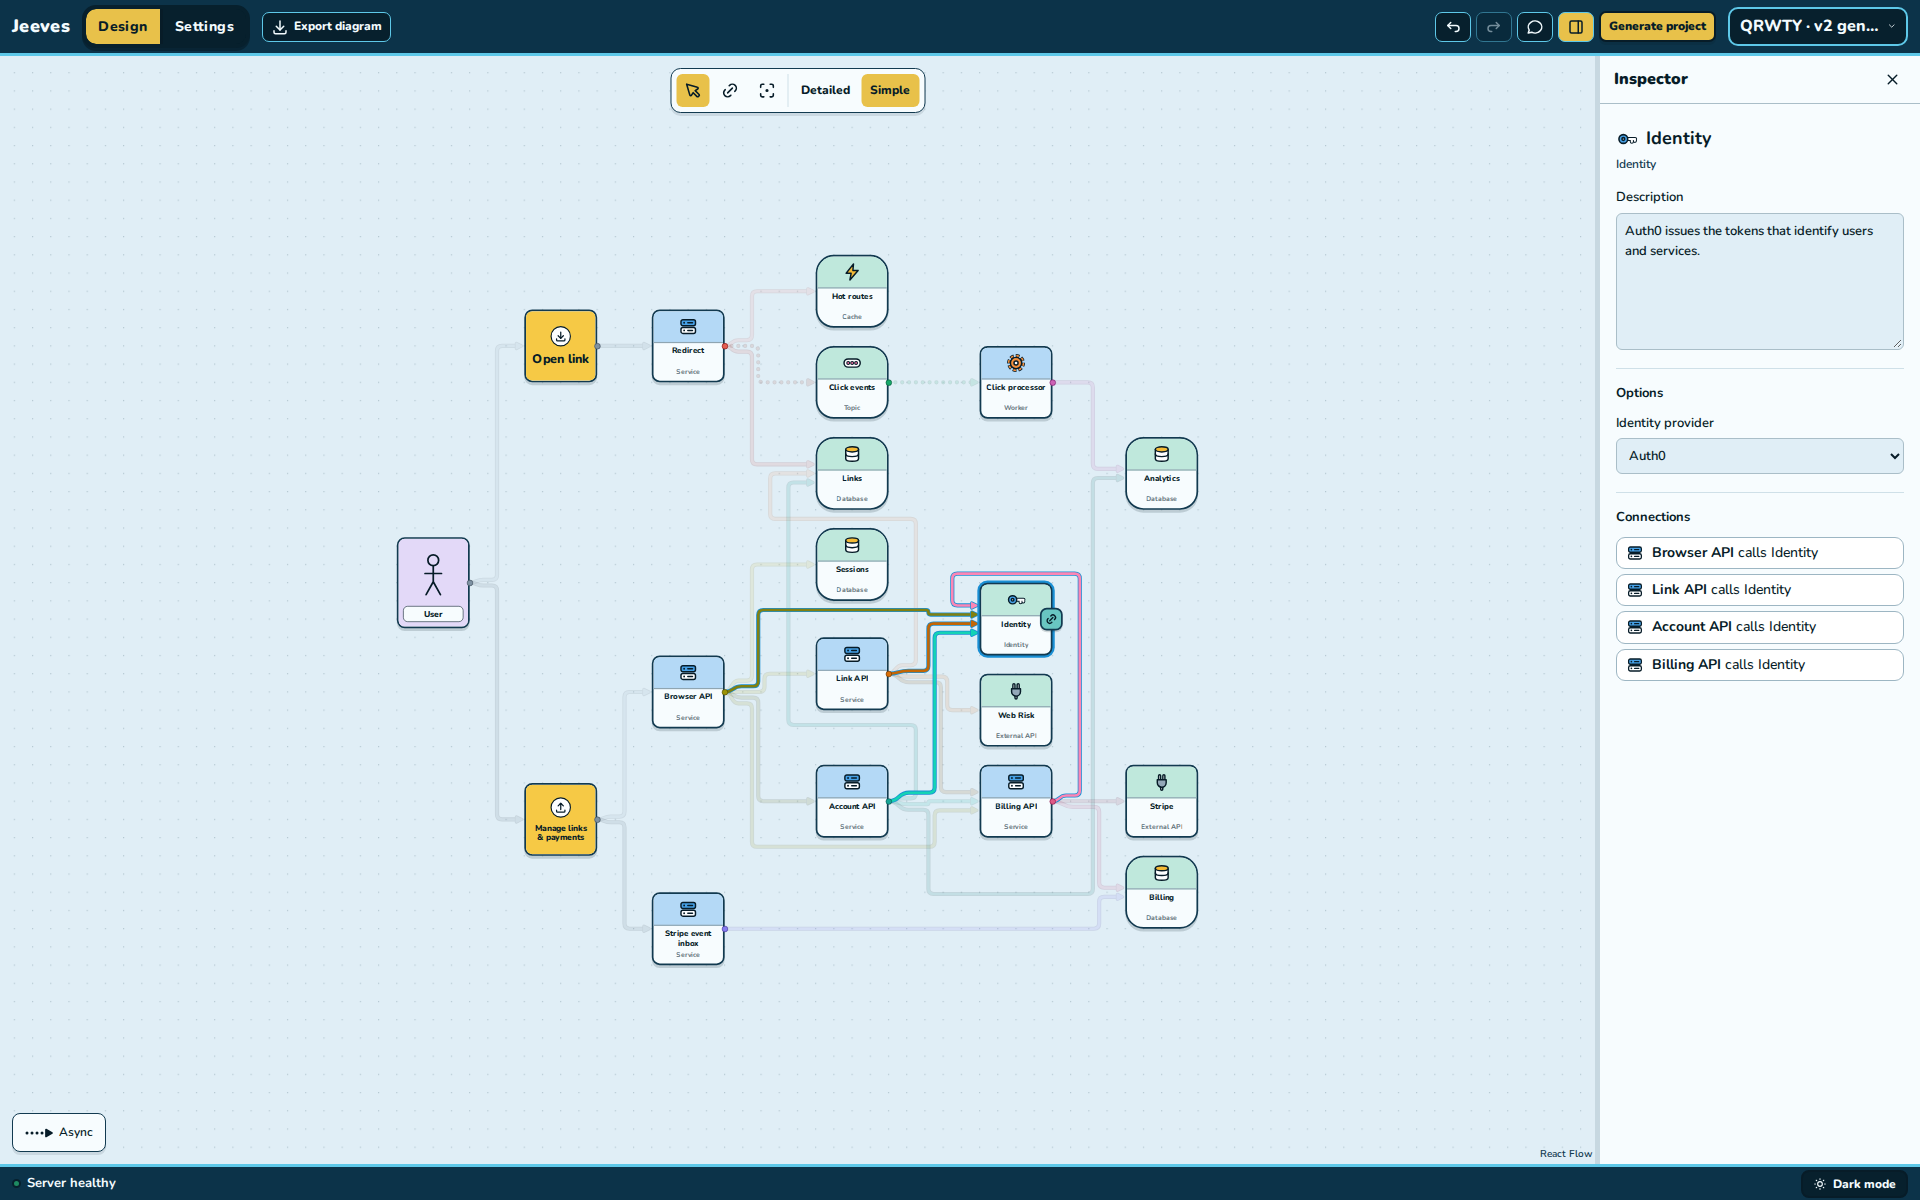 Jeeves
Design
Settings
Export diagram
Generate project
QRWTY · v2 gen...
Detailed
Simple
Inspector
Identity
Identity
Description
Auth0 issues the tokens that identify users
and services.
Options
Identity provider
Auth0
Connections
Browser API calls Identity
Link API calls Identity
Account API calls Identity
Billing API calls Identity
Hot routes
Cache
Open link
Redirect
Service
Click events
Topic
Click processor
Worker
Links
Database
Analytics
Database
Sessions
Database
User
Identity
Identity
Link API
Service
Browser API
Service
Web Risk
External API
Account API
Service
Billing API
Service
Stripe
External API
Manage links
& payments
Billing
Database
Stripe event
inbox
Service
Async
React Flow
Server healthy
Dark mode